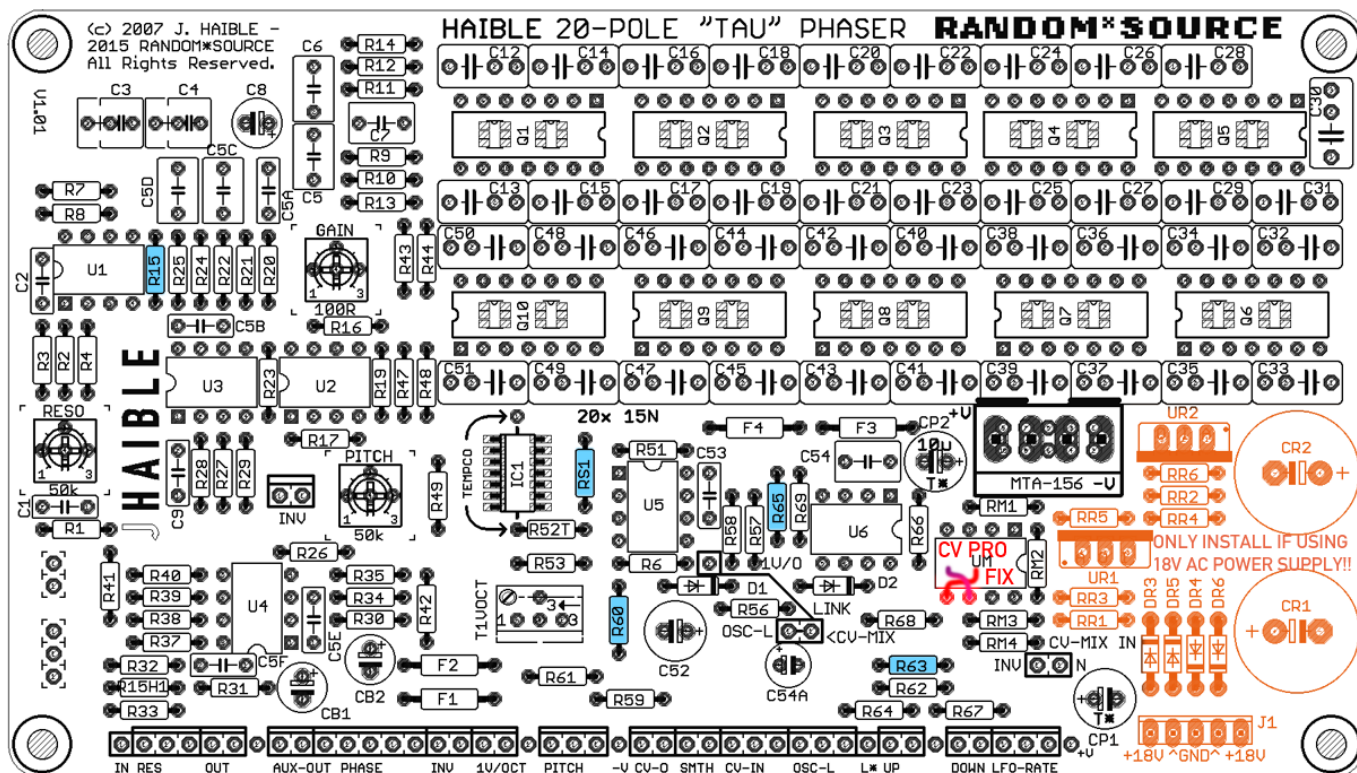 (c) 2007 J. HAIBLE -
2015 RANDOM*SOURCE
All Rights Reserved.
HAIBLE 20-POLE "TAU" PHASER RANDOM*SOURCE
V1.01
C3 C4 C8 C6 R14 R12 R11 C7
C12 C14 C16 C18 C20 C22 C24 C26 C28
C30
Q1 Q2 Q3 Q4 Q5
C5D C5C C5A C5 R9 R10 R13
R7
R8
C13 C15 C17 C19 C21 C23 C25 C27 C29 C31
GAIN
C2 U1 R15 R25 R24 R22 R21 R20 R43 R44
C50 C48 C46 C44 C42 C40 C38 C36 C34 C32
100R
R16
C5B
Q10 Q9 Q8 Q7 Q6
R3 R2 R4 HAIBLE U3 R23 U2 R19 R47 R48
C51 C49 C47 C45 C43 C41 C39 C37 C35 C33
RESO
1 3
50k
20x 15N
R17
R28 R27 R29 C9
INV
PITCH
1 3
50k
R49
TEMPCO
IC1
RS1
R52T
R53
R51
C53
U5
R6
F4 F3
C54
CP2
+V
10µ
T*
MTA-156 -V
UR2
CR2
RR6
RR2
RR4
R58 R57 R65 R69
U6
R66
RM1
RR5
ONLY INSTALL IF USING
18V AC POWER SUPPLY!!
CV PRO
FIX
UM
RM2
UR1
RR3
RR1
DR3 DR5 DR4 DR6
CR1
C1
R1
R41
R40
R39
R38
R37
R26
U4
C5E
C5F
R35
R34
R30
R42
T1VOCT
1 3
R60
D1
1V/O
D2
LINK
R56
OSC-L
<CV-MIX
R68
RM3
RM4
CV-MIX IN
INV N
C52
C54A
R32
R15H1
R33
R31
CB1
CB2
F2
F1
R61
R59
R63
R62
R64
R67
T*
CP1
J1
+18V ^GND^ +18V
IN RES OUT AUX-OUT PHASE INV 1V/OCT PITCH -V CV-O SMTH CV-IN OSC-L L* UP DOWN LFO-RATE +V